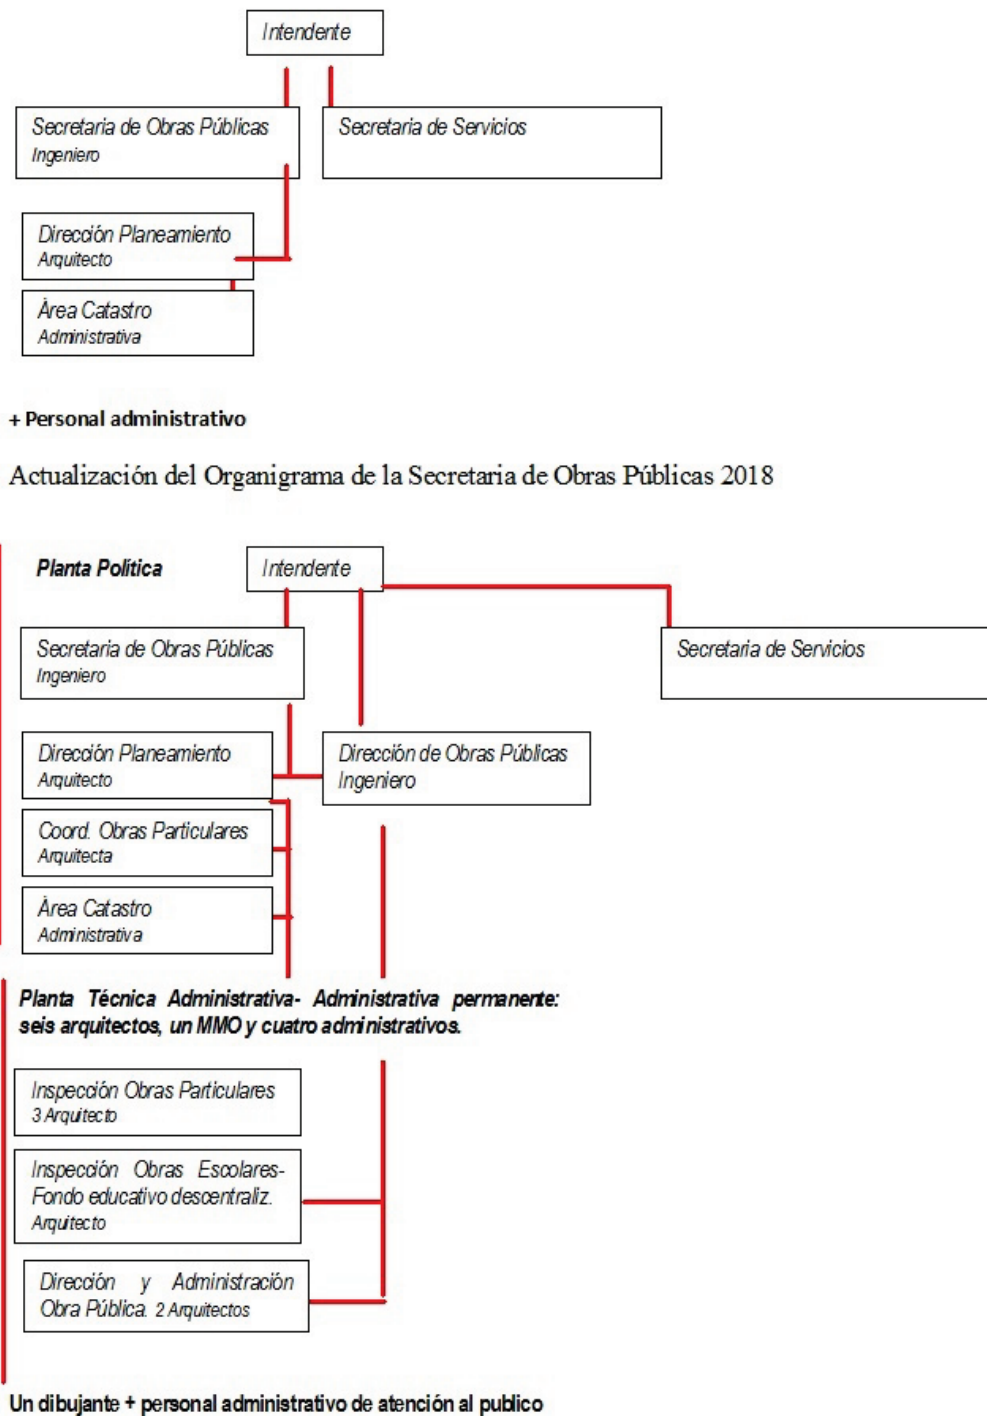 Intendente
Secretaria de Obras Públicas
Ingeniero
Secretaria de Servicios
Dirección Planeamiento
Arquitecto
Área Catastro
Administrativa
+ Personal administrativo
Actualización del Organigrama de la Secretaria de Obras Públicas 2018
Planta Política
Intendente
Secretaria de Obras Públicas
Ingeniero
Secretaria de Servicios
Dirección Planeamiento
Arquitecto
Dirección de Obras Públicas
Ingeniero
Coord. Obras Particulares
Arquitecta
Área Catastro
Administrativa
Planta Técnica Administrativa- Administrativa permanente:
seis arquitectos, un MMO y cuatro administrativos.
Inspección Obras Particulares
3 Arquitecto
Inspección Obras Escolares-
Fondo educativo descentraliz.
Arquitecto
Dirección y Administración
Obra Pública. 2 Arquitectos
Un dibujante + personal administrativo de atención al publico